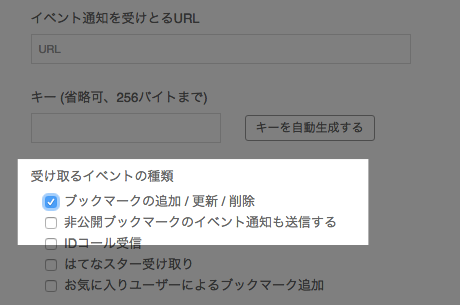 イベント通知を受けとるURL
URL
キー (省略可、256バイトまで)
キーを自動生成する
受け取るイベントの種類
ブックマークの追加 / 更新 / 削除
非公開ブックマークのイベント通知も送信する
IDコール受信
はてなスター受け取り
お気に入りユーザーによるブックマーク追加